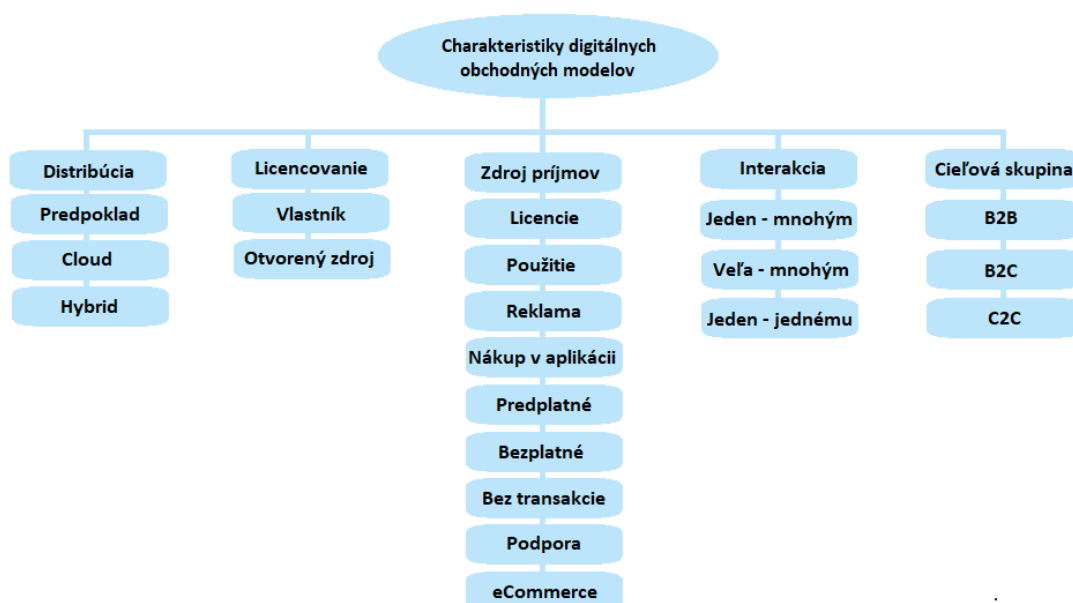 Charakteristiky digitálnych
obchodných modelov
Distribúcia
Predpoklad
Cloud
Hybrid
Licencovanie
Vlastník
Otvorený zdroj
Zdroj príjmov
Licencie
Použitie
Reklama
Nákup v aplikácii
Predplatné
Bezplatné
Bez transakcie
Podpora
eCommerce
Interakcia
Jeden - mnohým
Veľa - mnohým
Jeden - jednému
Cieľová skupina
B2B
B2C
C2C